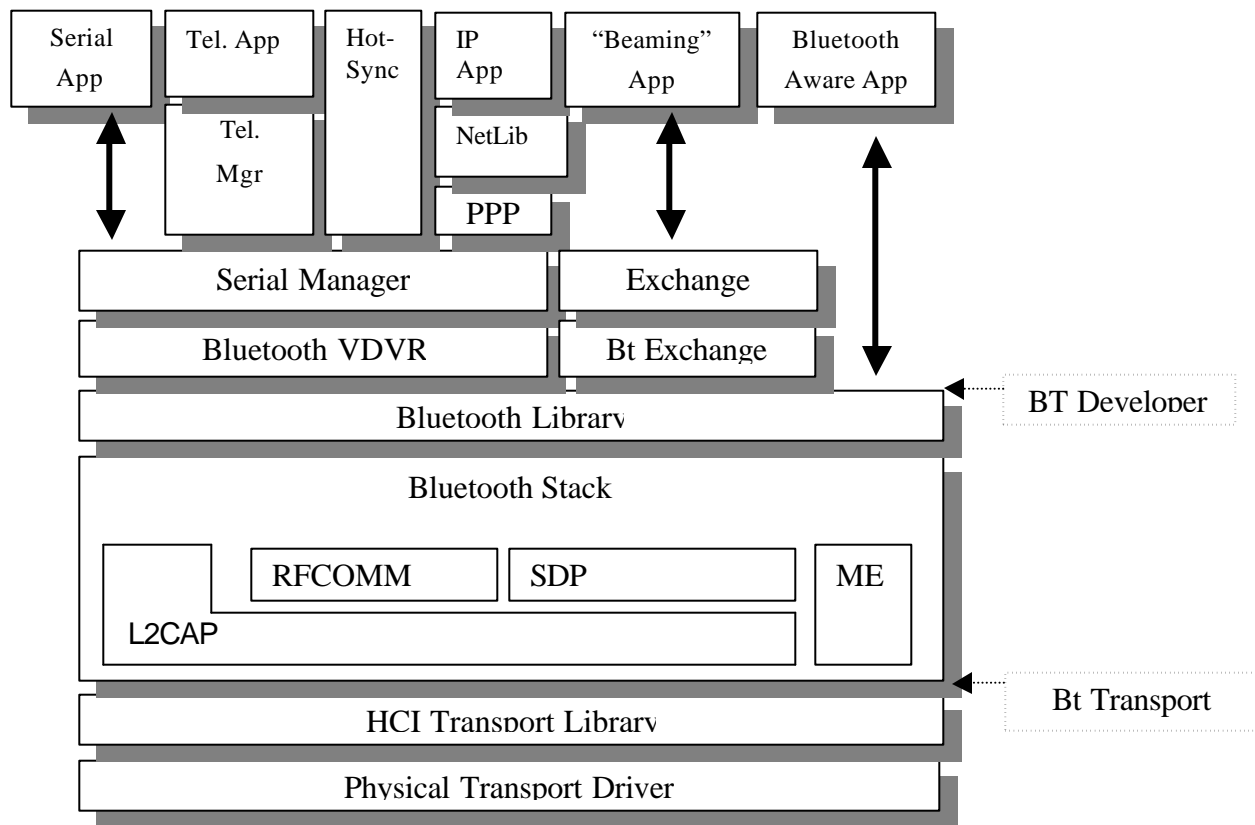 Serial
App
Tel. App
Hot-
Sync
IP
App
“Beaming”
App
Bluetooth
Aware App
Tel.
Mgr
NetLib
PPP
Serial Manager
Exchange
Bluetooth VDVR
Bt Exchange
BT Developer
Bluetooth Library
Bluetooth Stack
RFCOMM
SDP
ME
L2CAP
Bt Transport
HCI Transport Library
Physical Transport Driver